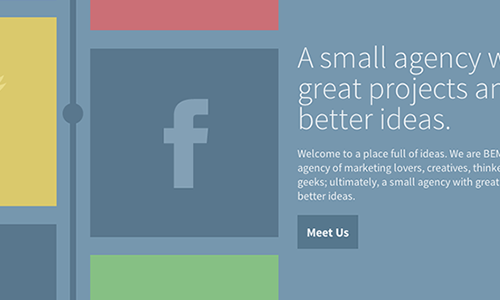 f
A small agency w
great projects an
better ideas.
Welcome to a place full of ideas. We are BEM
agency of marketing lovers, creatives, thinke
geeks; ultimately, a small agency with great
better ideas.
Meet Us